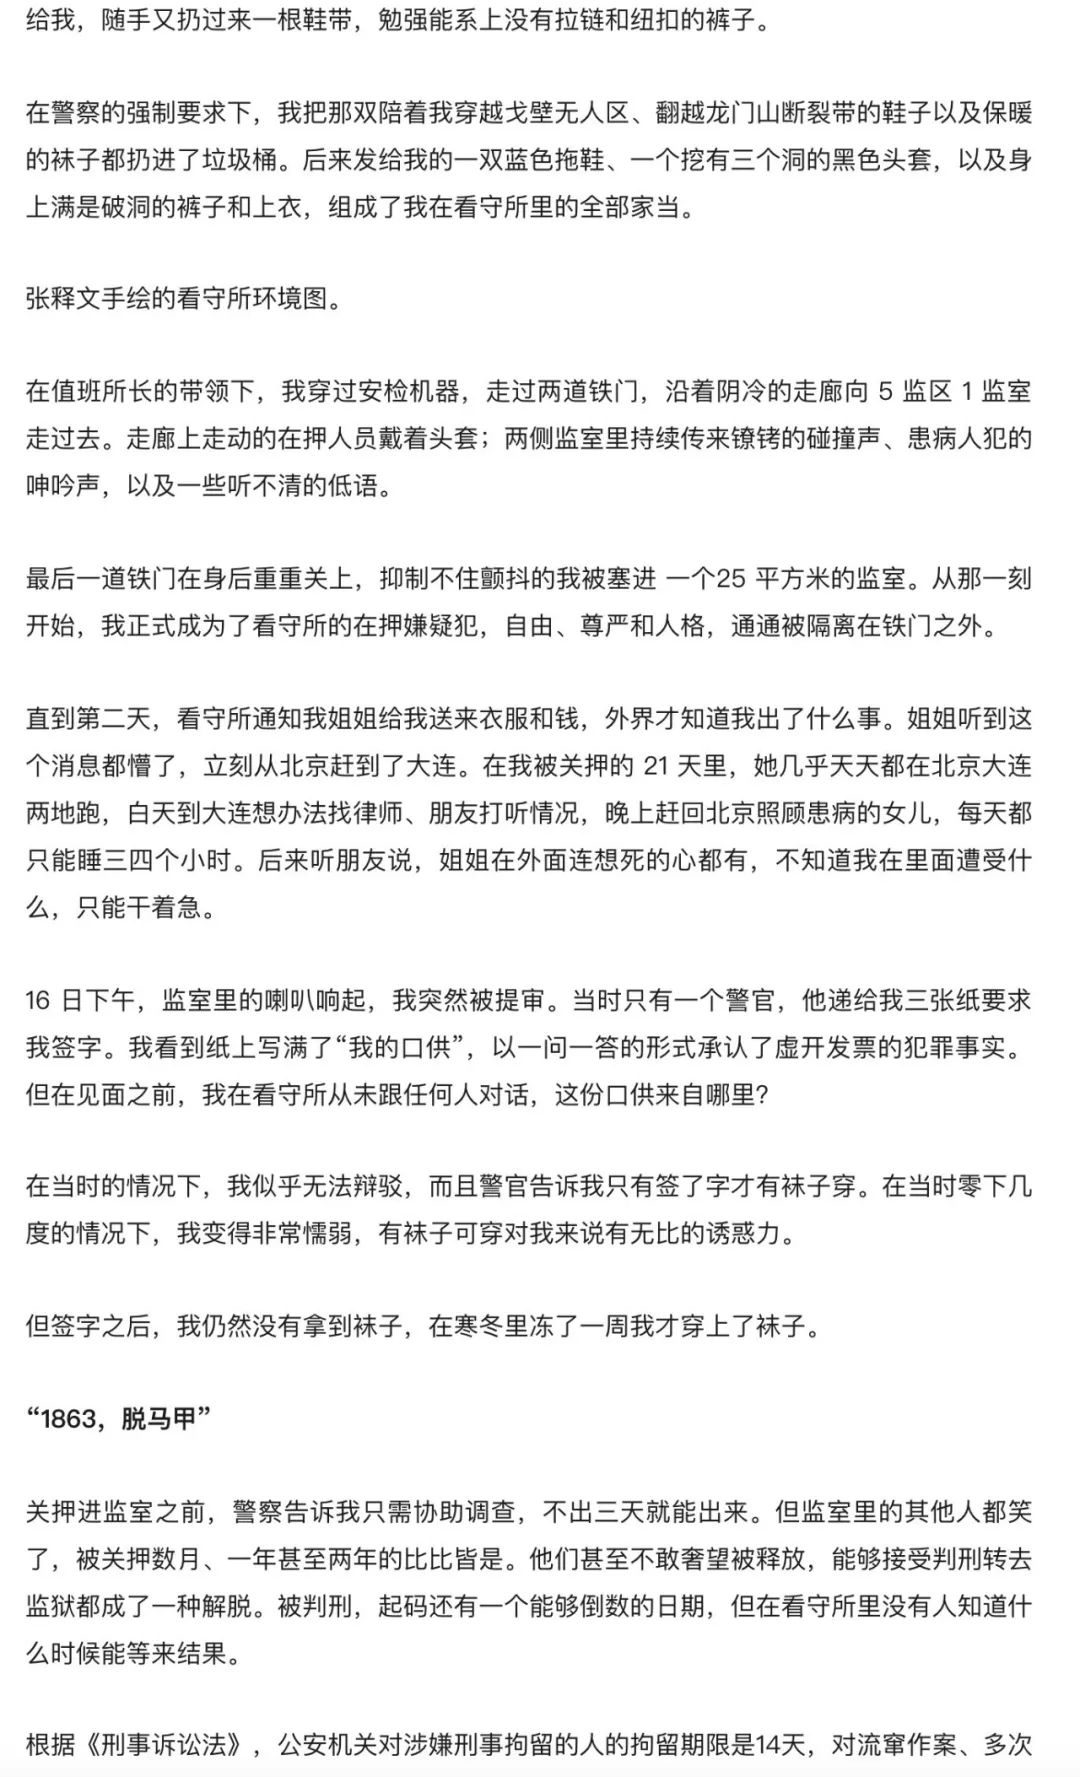 给我，随手又扔过来一根鞋带，勉强能系上没有拉链和纽扣的裤子。
在警察的强制要求下，我把那双陪着我穿越戈壁无人区、翻越龙门山断裂带的鞋子以及保暖
的袜子都扔进了垃圾桶。后来发给我的一双蓝色拖鞋、一个挖有三个洞的黑色头套，以及身
上满是破洞的裤子和上衣，组成了我在看守所里的全部家当。
张释文手绘的看守所环境图。
在值班所长的带领下，我穿过安检机器，走过两道铁门，沿着阴冷的走廊向 5 监区 1 监室
走过去。走廊上走动的在押人员戴着头套；两侧监室里持续传来镣铐的碰撞声、患病人犯的
呻吟声，以及一些听不清的低语。
最后一道铁门在身后重重关上，抑制不住颤抖的我被塞进 一个25 平方米的监室。从那一刻
开始，我正式成为了看守所的在押嫌疑犯，自由、尊严和人格，通通被隔离在铁门之外。
直到第二天，看守所通知我姐姐给我送来衣服和钱，外界才知道我出了什么事。姐姐听到这
个消息都懵了，立刻从北京赶到了大连。在我被关押的 21 天里，她几乎天天都在北京大连
两地跑，白天到大连想办法找律师、朋友打听情况，晚上赶回北京照顾患病的女儿，每天都
只能睡三四个小时。后来听朋友说，姐姐在外面连想死的心都有，不知道我在里面遭受什
么，只能干着急。
16 日下午，监室里的喇叭响起，我突然被提审。当时只有一个警官，他递给我三张纸要求
我签字。我看到纸上写满了“我的口供”，以一问一答的形式承认了虚开发票的犯罪事实。
但在见面之前，我在看守所从未跟任何人对话，这份口供来自哪里？
在当时的情况下，我似乎无法辩驳，而且警官告诉我只有签了字才有袜子穿。在当时零下几
度的情况下，我变得非常懦弱，有袜子可穿对我来说有无比的诱惑力。
但签字之后，我仍然没有拿到袜子，在寒冬里冻了一周我才穿上了袜子。
“1863，脱马甲”
关押进监室之前，警察告诉我只需协助调查，不出三天就能出来。但监室里的其他人都笑
了，被关押数月、一年甚至两年的比比皆是。他们甚至不敢奢望被释放，能够接受判刑转去
监狱都成了一种解脱。被判刑，起码还有一个能够倒数的日期，但在看守所里没有人知道什
么时候能等来结果。
根据《刑事诉讼法》，公安机关对涉嫌刑事拘留的人的拘留期限是14天，对流窜作案、多次